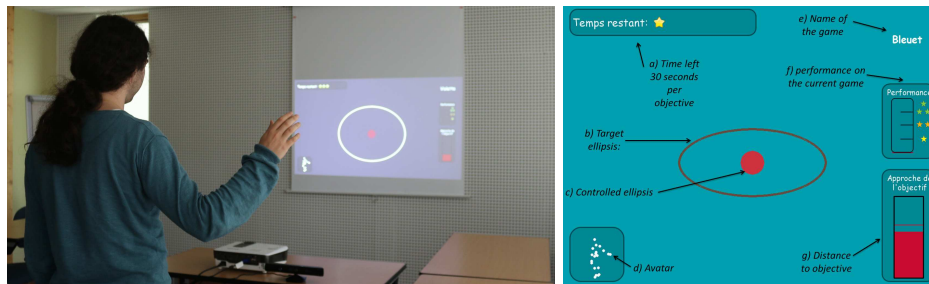 Temps restant:
a) Time left
30 seconds
per
objective
e) Name of
the game
Bleuet
f) performance on
the current game
Performance
b) Target
ellipsis:
c) Controlled ellipsis
Approche de
l'objectif
d) Avatar
g) Distance
to objective